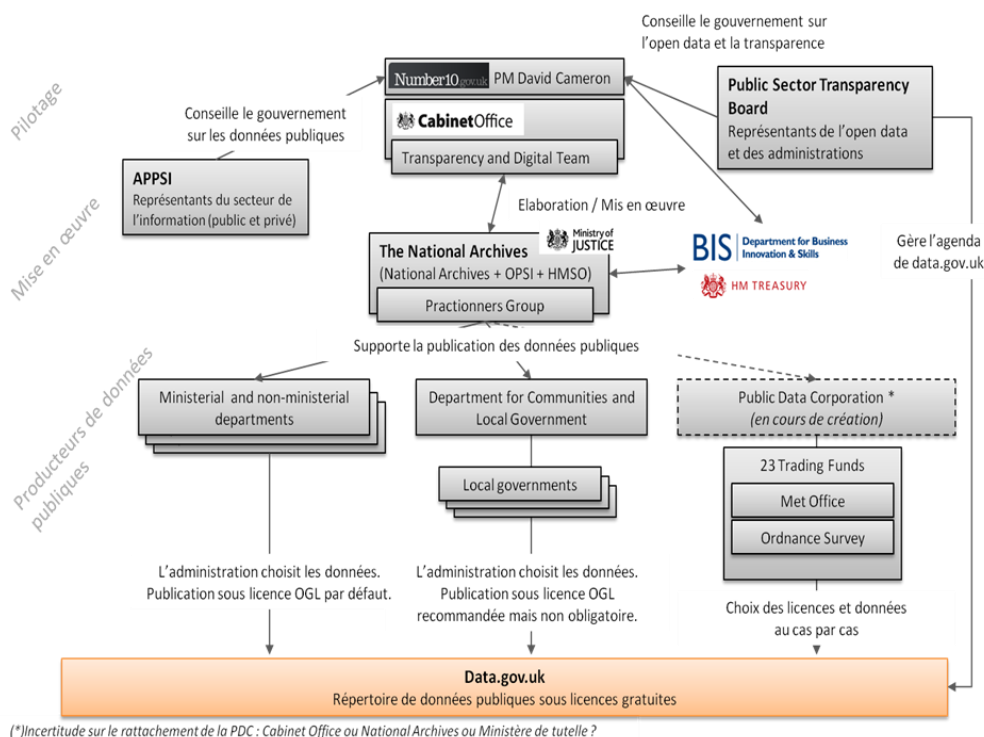 Conseille le gouvernement sur
l'open data et la transparence
Pilotage
Number10.gov.uk PM David Cameron
Public Sector Transparency
Board
Représentants de l'open data
et des administrations
CabinetOffice
Transparency and Digital Team
Conseille le gouvernement
sur les données publiques
APPSI
Représentants du secteur de
l'information (public et privé)
Mise en œuvre
Elaboration / Mis en œuvre
The National Archives
Ministry of
JUSTICE
(National Archives + OPSI + HMSO)
Practionners Group
BIS
Department for Business
Innovation & Skills
HM TREASURY
Gère l'agenda
de data.gov.uk
Supporte la publication des données publiques
Producteurs de données
publiques
Ministerial and non-ministerial
departments
Department for Communities and
Local Government
Local governments
Public Data Corporation *
(en cours de création)
23 Trading Funds
Met Office
Ordnance Survey
L'administration choisit les données.
Publication sous licence OGL par défaut.
L'administration choisit les données.
Publication sous licence OGL
recommandée mais non obligatoire.
Choix des licences et données
au cas par cas
Data.gov.uk
Répertoire de données publiques sous licences gratuites
(*)Incertitude sur le rattachement de la PDC : Cabinet Office ou National Archives ou Ministère de tutelle ?